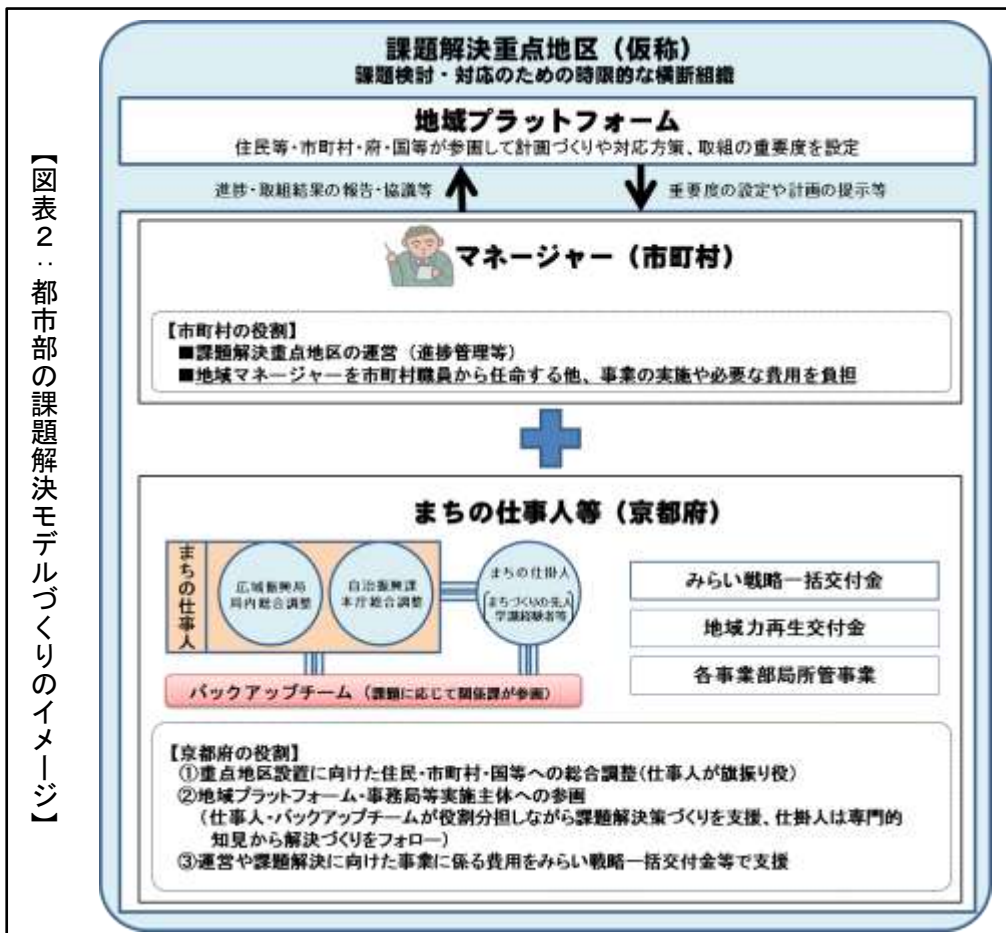 【図表2:都市部の課題解決モデルづくりのイメージ】
課題解決重点地区(仮称)
課題検討・対応のための時限的な横断組織
地域プラットフォーム
住民等・市町村・府・国等が参画して計画づくりや対応方策、取組の重要度を設定
進捗・取組結果の報告・協議等
重要度の設定や計画の提示等
マネージャー(市町村)
【市町村の役割】
■課題解決重点地区の運営(進捗管理等)
■地域マネージャーを市町村職員から任命する他、事業の実施や必要な費用を負担
まちの仕事人等(京都府)
まちの仕事人
広域振興局
局内総合調整
自治振興課
本庁総合調整
まちの仕掛人
まちづくりの先人
学識経験者等
みらい戦略一括交付金
地域力再生交付金
各事業部局所管事業
バックアップチーム(課題に応じて関係課が参画)
【京都府の役割】
①重点地区設置に向けた住民・市町村・国等への総合調整(仕事人が旗振り役)
②地域プラットフォーム・事務局等実施主体への参画
(仕事人・バックアップチームが役割分担しながら課題解決策づくりを支援、仕掛人は専門的
知見から解決づくりをフォロー)
③運営や課題解決に向けた事業に係る費用をみらい戦略一括交付金等で支援